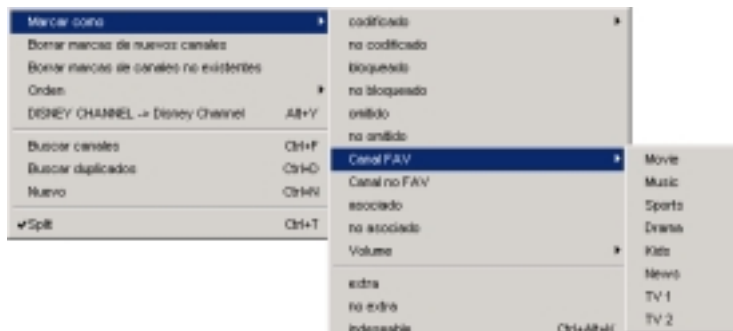 Marcar como
Borrar marcas de nuevos canales
Borrar marcas de canales no existentes
Orden
DISNEY CHANNEL -> Disney Channel Alt+Y
Buscar canales Ctrl+F
Buscar duplicados Ctrl+D
Nuevo Ctrl+N
Split Ctrl+T
codificado
no codificado
bloqueado
no bloqueado
omitido
no omitido
Canal FAV
Canal no FAV
asociado
no asociado
Volume
extra
no extra
Movie
Music
Sports
Drama
Kids
News
TV 1
TV 2